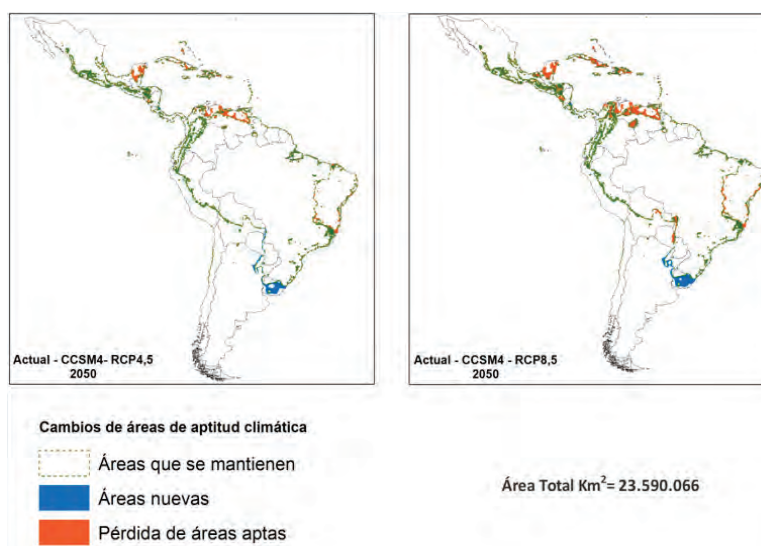 Actual - CCSM4- RCP4,5
2050
Actual - CCSM4 - RCP8,5
2050
Cambios de áreas de aptitud climática
Áreas que se mantienen
Áreas nuevas
Pérdida de áreas aptas
Área Total Km²= 23.590.066